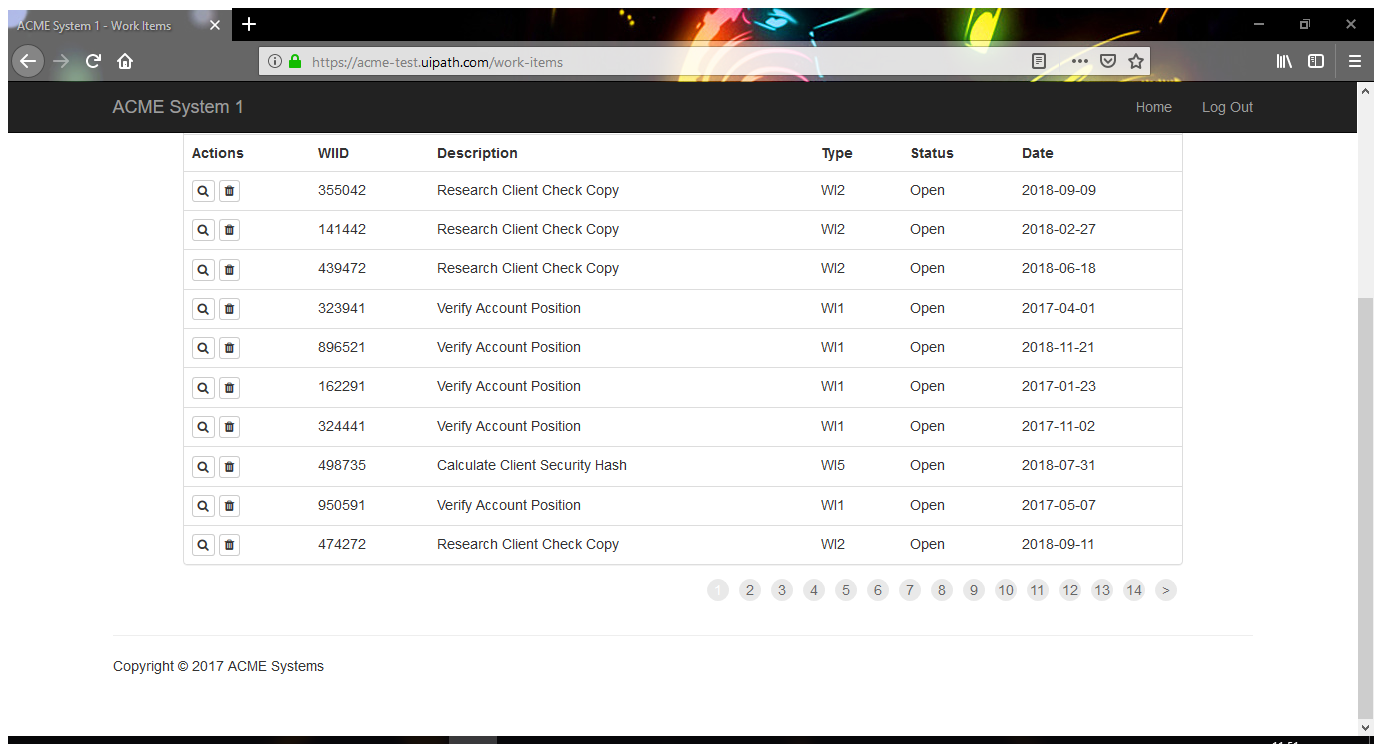 ACME System 1 - Work Items
https://acme-test.uipath.com/work-items
ACME System 1 Home Log Out
Actions WIID Description Type Status Date
355042 Research Client Check Copy WI2 Open 2018-09-09
141442 Research Client Check Copy WI2 Open 2018-02-27
439472 Research Client Check Copy WI2 Open 2018-06-18
323941 Verify Account Position WI1 Open 2017-04-01
896521 Verify Account Position WI1 Open 2018-11-21
162291 Verify Account Position WI1 Open 2017-01-23
324441 Verify Account Position WI1 Open 2017-11-02
498735 Calculate Client Security Hash WI5 Open 2018-07-31
950591 Verify Account Position WI1 Open 2017-05-07
474272 Research Client Check Copy WI2 Open 2018-09-11
1 2 3 4 5 6 7 8 9 10 11 12 13 14 >
Copyright © 2017 ACME Systems